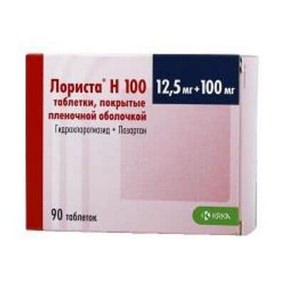 Лориста® Н 100
12,5 мг + 100 мг
таблетки, покрытые
пленочной оболочкой
Гидрохлоротиазид + Лозартан
90 таблеток
KRKA